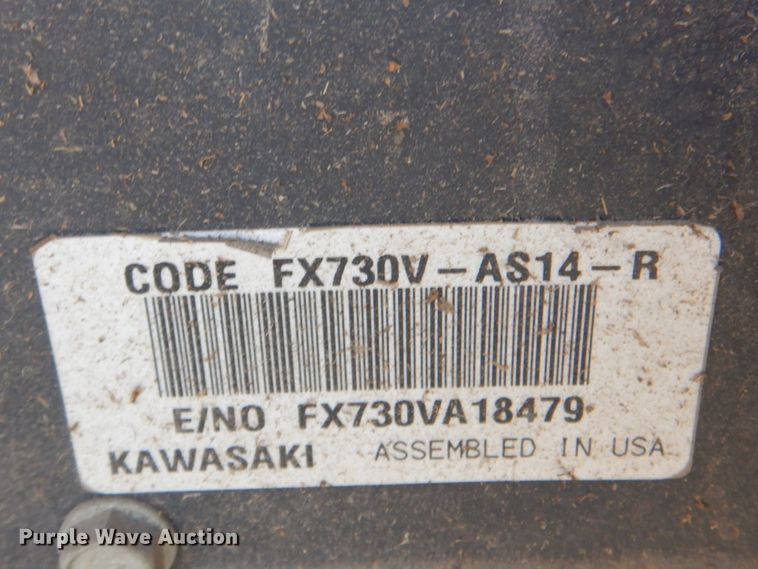 CODE FX730V-AS14-R
E/NO FX730VA18479
KAWASAKI ASSEMBLED IN USA
Purple Wave Auction